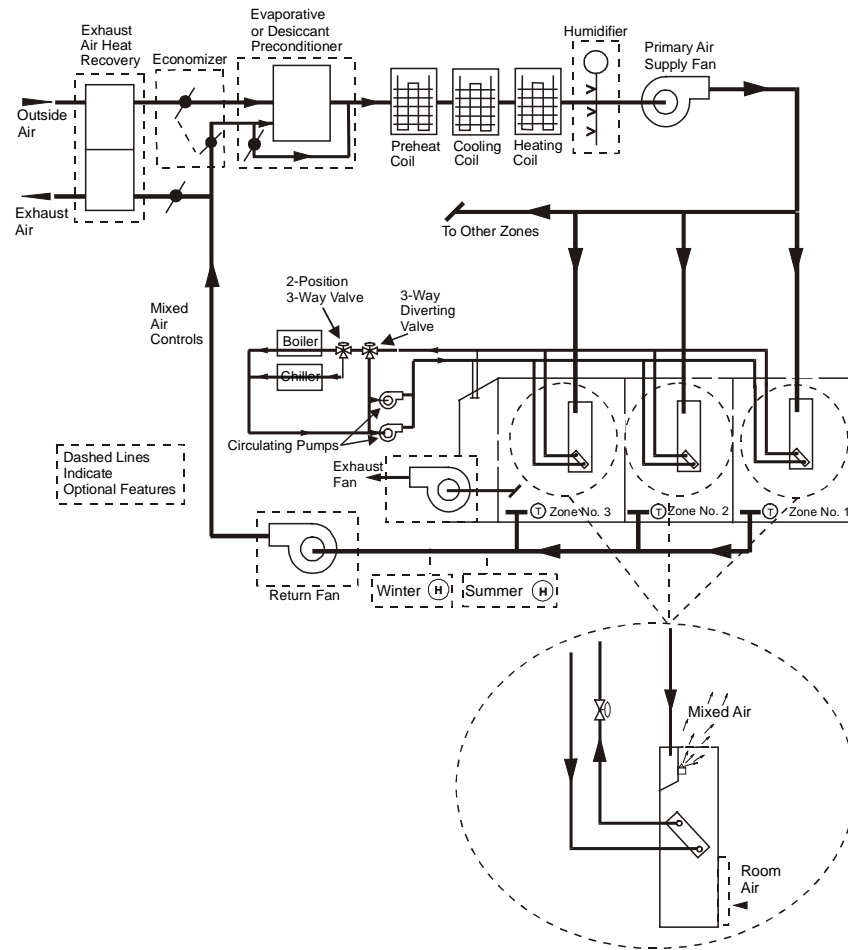 Exhaust
Air Heat
Recovery
Economizer
Evaporative
or Desiccant
Preconditioner
Humidifier
Primary Air
Supply Fan
Outside
Air
Preheat
Coil
Cooling
Coil
Heating
Coil
Exhaust
Air
To Other Zones
2-Position
3-Way Valve
3-Way
Diverting
Valve
Mixed
Air
Controls
Boiler
Chiller
Circulating Pumps
Dashed Lines
Indicate
Optional Features
Exhaust
Fan
T Zone No. 3
T Zone No. 2
T Zone No. 1
Return Fan
Winter H
Summer H
Mixed Air
Room
Air